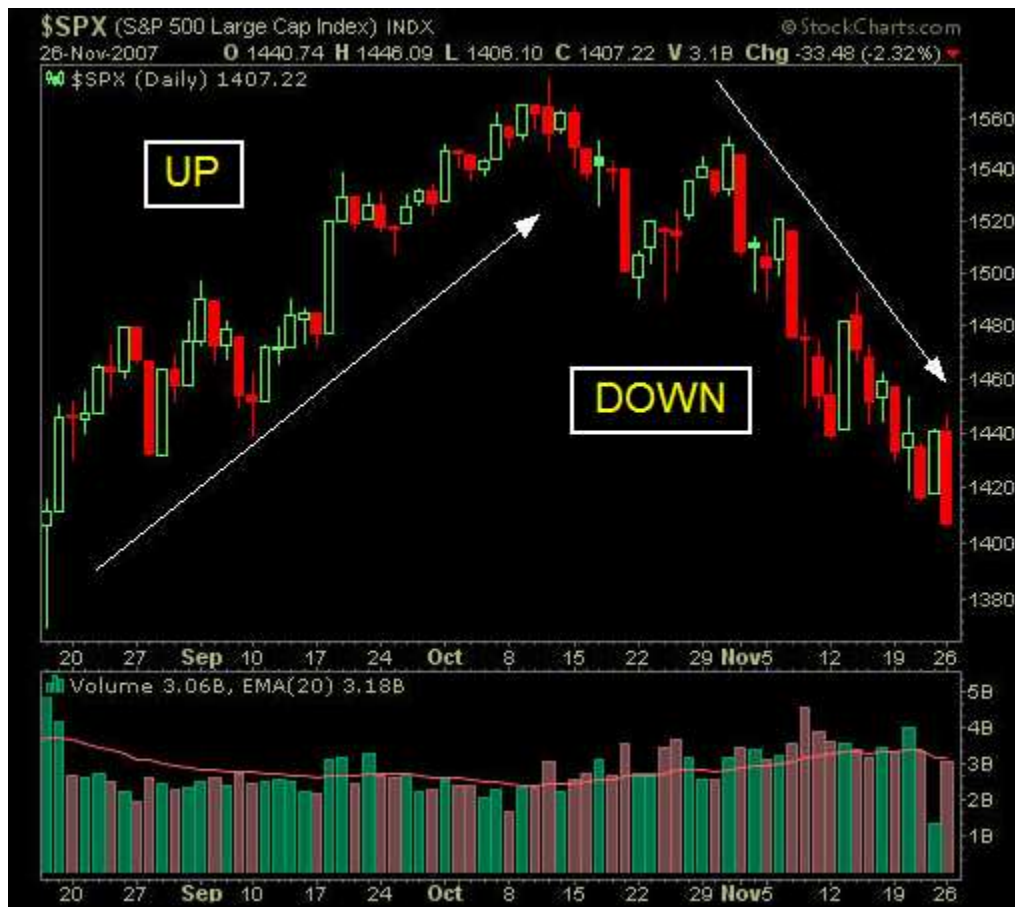 $SPX (S&P 500 Large Cap Index) INDX
© StockCharts.com
26-Nov-2007 O 1440.74 H 1446.09 L 1406.10 C 1407.22 V 3.1B Chg -33.48 (-2.32%)
$SPX (Daily) 1407.22
UP
DOWN
1560
1540
1520
1500
1480
1460
1440
1420
1400
1380
20 27 Sep 10 17 24 Oct 8 15 22 29 Nov5 12 19 26
Volume 3.06B, EMA(20) 3.18B
5B
4B
3B
2B
1B
20 27 Sep 10 17 24 Oct 8 15 22 29 Nov5 12 19 26